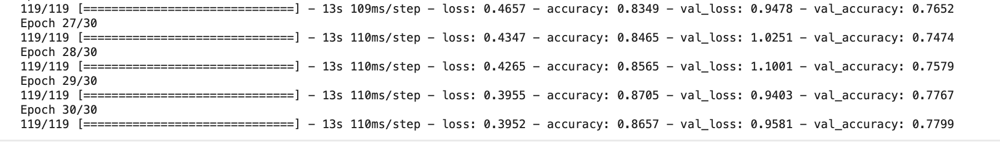 119/119 [==============================] - 13s 109ms/step - loss: 0.4657 - accuracy: 0.8349 - val_loss: 0.9478 - val_accuracy: 0.7652
Epoch 27/30
119/119 [==============================] - 13s 110ms/step - loss: 0.4347 - accuracy: 0.8465 - val_loss: 1.0251 - val_accuracy: 0.7474
Epoch 28/30
119/119 [==============================] - 13s 110ms/step - loss: 0.4265 - accuracy: 0.8565 - val_loss: 1.1001 - val_accuracy: 0.7579
Epoch 29/30
119/119 [==============================] - 13s 110ms/step - loss: 0.3955 - accuracy: 0.8705 - val_loss: 0.9403 - val_accuracy: 0.7767
Epoch 30/30
119/119 [==============================] - 13s 110ms/step - loss: 0.3952 - accuracy: 0.8657 - val_loss: 0.9581 - val_accuracy: 0.7799